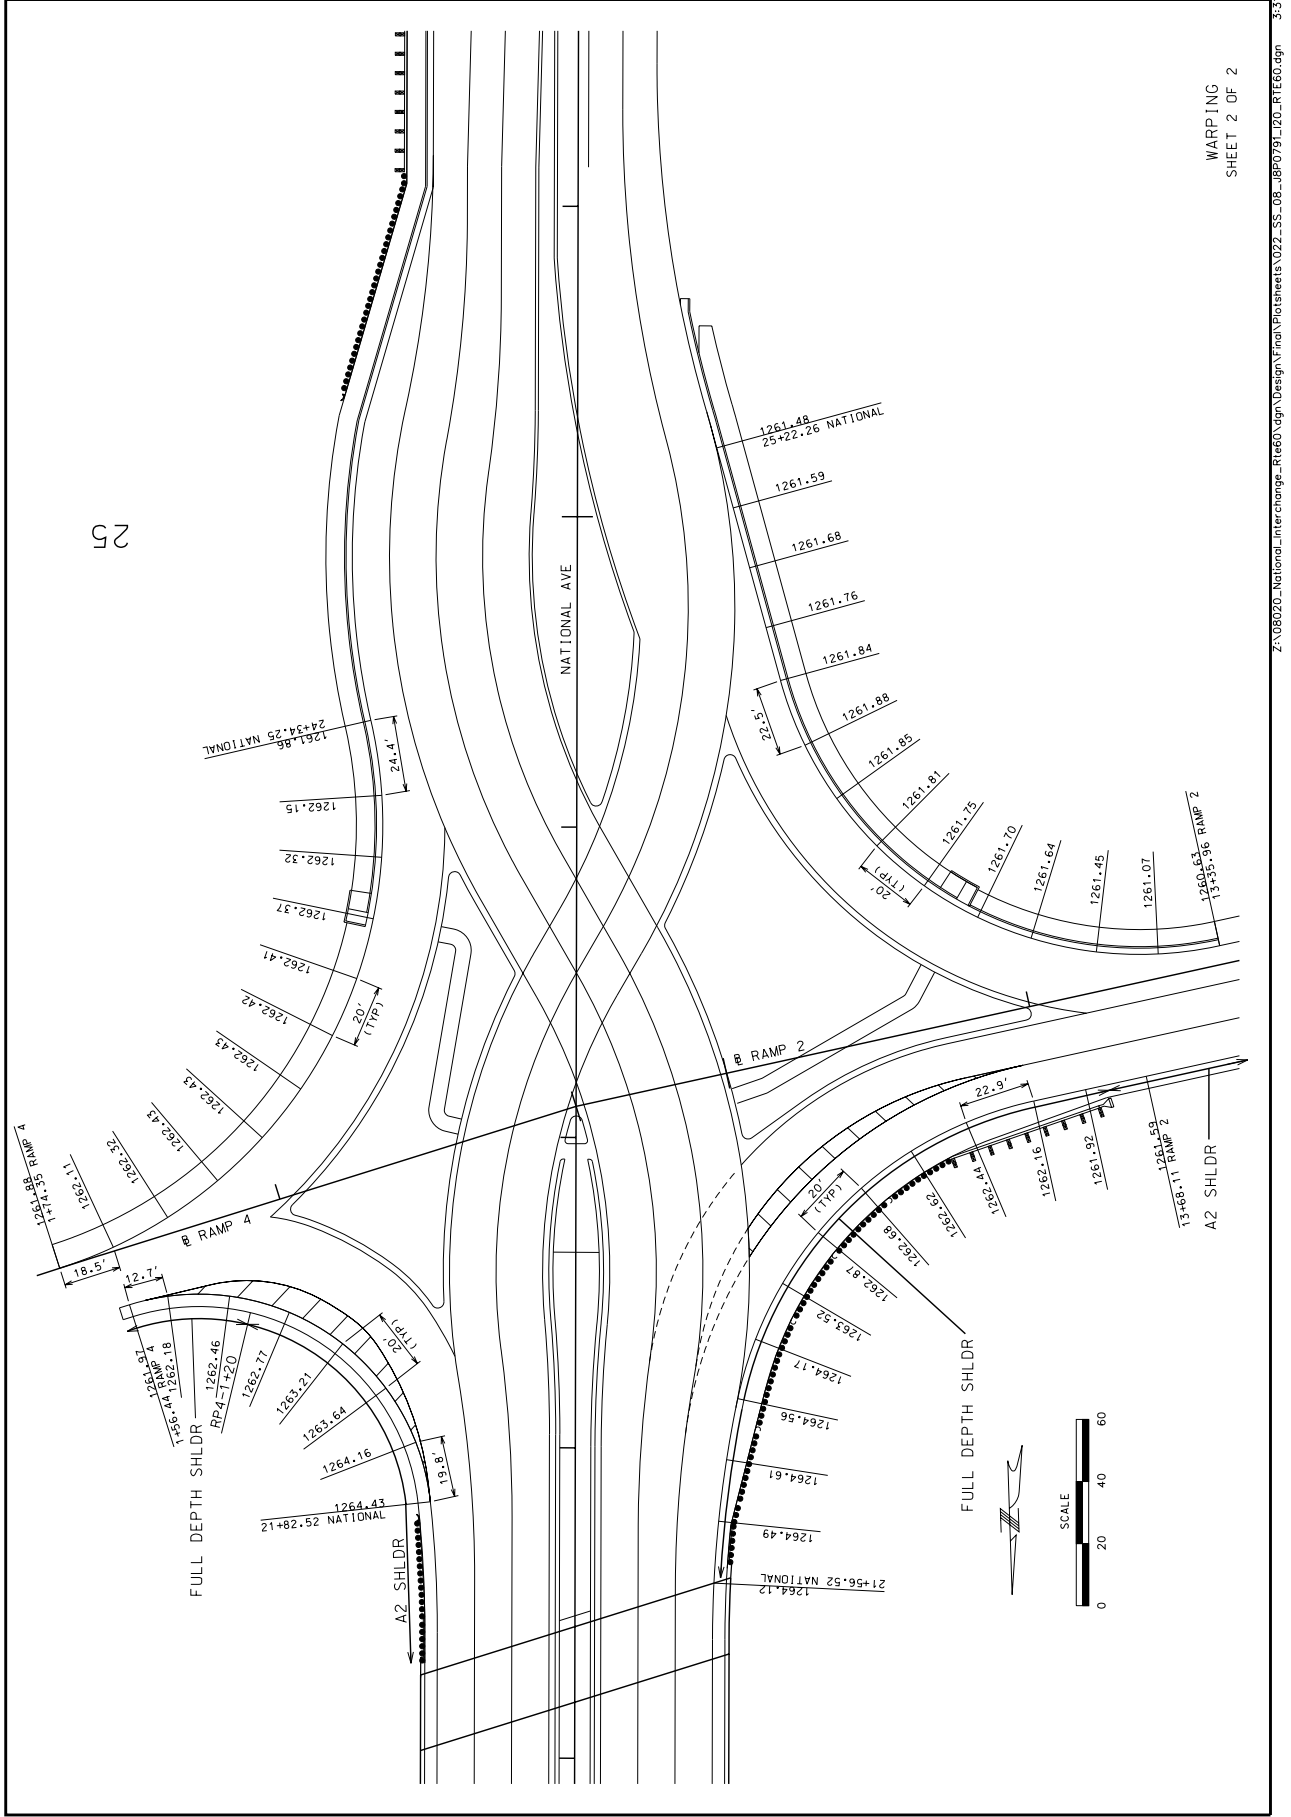 Z:\08020_National_Interchange_Rte60\dgn\Design\Final\Plotsheets\022_SS_08_J8P0791_I20_RTE60.dgn 3:3
WARPING
SHEET 2 OF 2
25
NATIONAL AVE
1261.48
25+22.26 NATIONAL
1261.59
1261.68
1261.76
1261.84
22.5'
1261.88
1261.85
1261.81
1261.75
20'
(TYP)
1261.70
1261.64
1261.45
1261.07
1260.63
13+35.96 RAMP 2
24+34.25 NATIONAL
1261.86
24.4'
1262.15
1262.32
1262.37
1262.41
1262.42
20'
(TYP)
1262.43
1262.43
1262.43
1262.32
1262.11
1261.88 RAMP 4
1+74.35
℄ RAMP 4
18.5'
12.7'
1261.97
1+56.44 RAMP 4
1262.18
1262.46
RP4-1+20
1262.77
1263.21
20'
(TYP)
1263.64
1264.16
19.8'
1264.43
21+82.52 NATIONAL
FULL DEPTH SHLDR
A2 SHLDR
℄ RAMP 2
22.9'
1261.59
13+68.11 RAMP 2
1261.92
1262.16
1262.44
1262.62
20'
(TYP)
1262.68
1262.87
1263.52
1264.17
1264.56
1264.61
1264.49
21+56.52 NATIONAL
1264.12
A2 SHLDR
FULL DEPTH SHLDR
SCALE
0 20 40 60